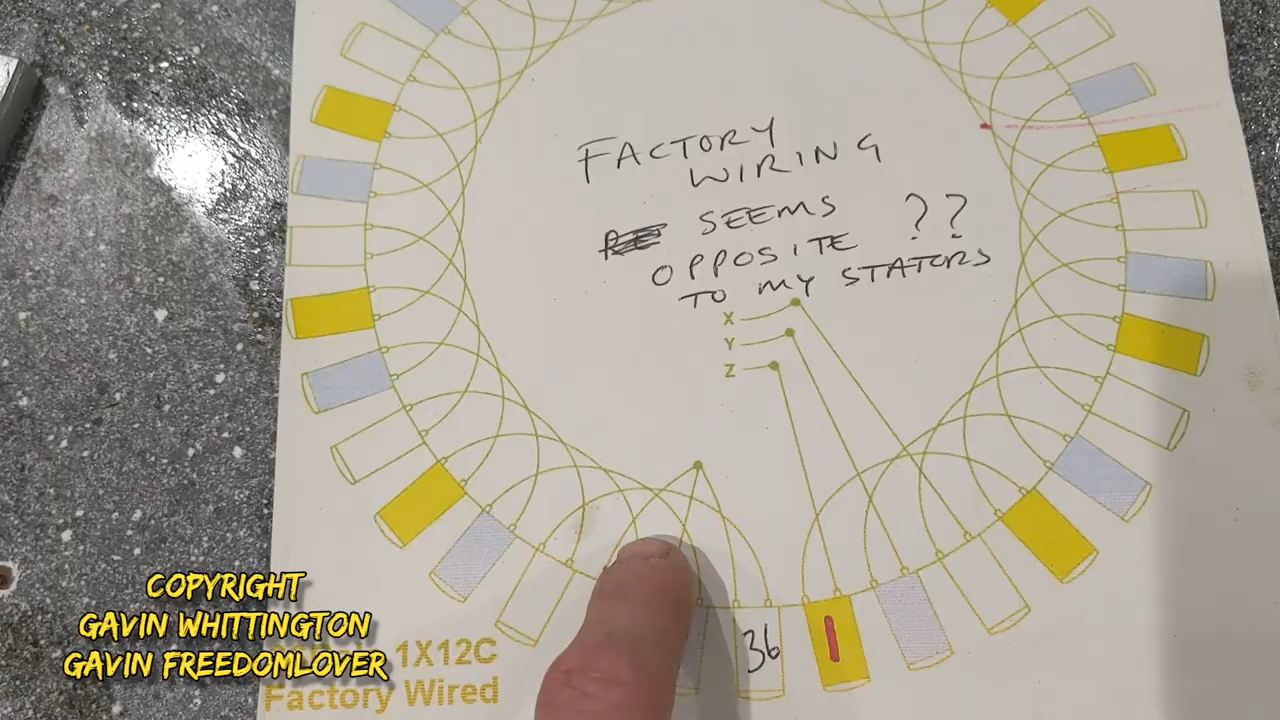 FACTORY
WIRING
SEEMS
OPPOSITE ??
TO MY STATORS
X
Y
Z
36
1
COPYRIGHT
GAVIN WHITTINGTON
GAVIN FREEDOMLOVER
1X12C
Factory Wired